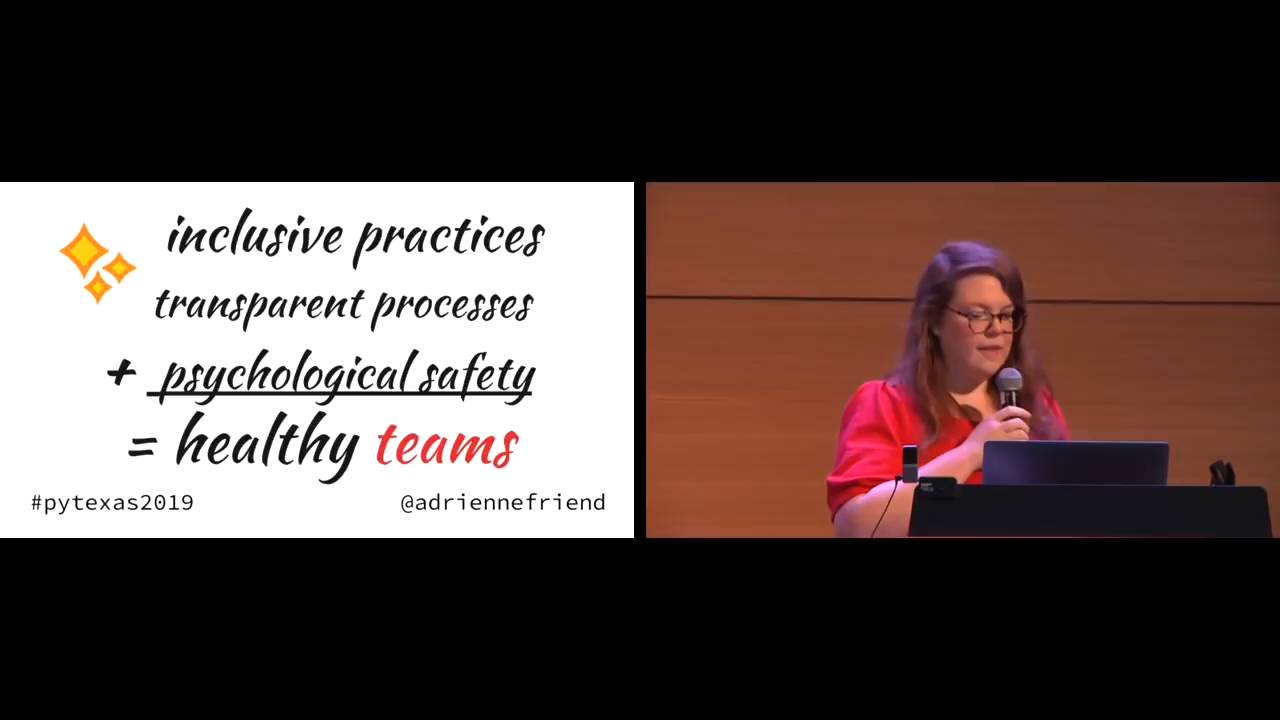 inclusive practices
transparent processes
+ psychological safety
= healthy teams
#pytexas2019
@adriennefriend